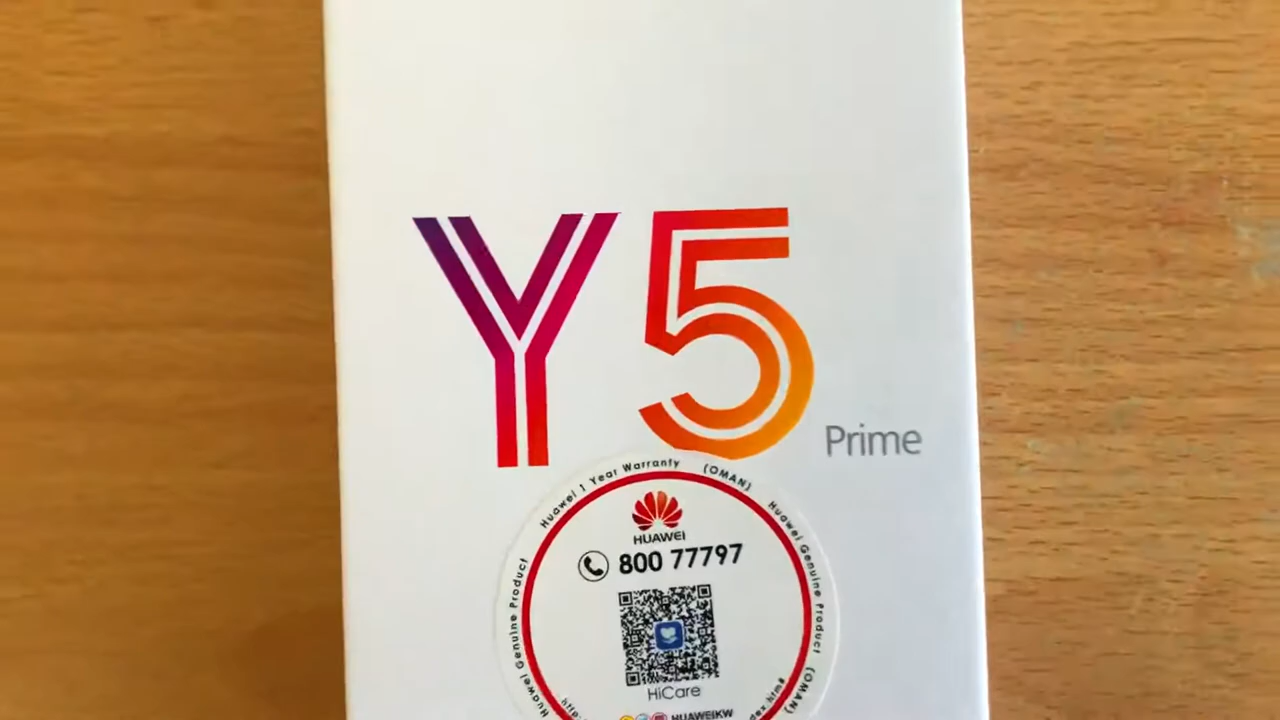 Y5
Prime
Huawei 1 Year Warranty (OMAN) Huawei Genuine Product (OMAN)
Huawei Genuine Product
HUAWEI
800 77797
HiCare
HUAWEIKW